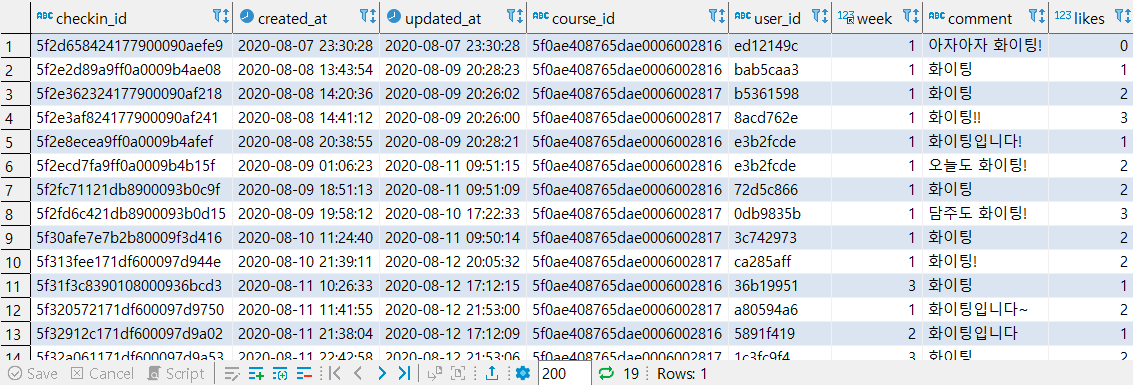 ABC checkin_id created_at updated_at ABC course_id ABC user_id 123 week ABC comment 123 likes
1 5f2d658424177900090aefe9 2020-08-07 23:30:28 2020-08-07 23:30:28 5f0ae408765dae0006002816 ed12149c 1 아자아자 화이팅! 0
2 5f2e2d89a9ff0a0009b4ae08 2020-08-08 13:43:54 2020-08-09 20:28:23 5f0ae408765dae0006002816 bab5caa3 1 화이팅 1
3 5f2e362324177900090af218 2020-08-08 14:20:36 2020-08-09 20:26:02 5f0ae408765dae0006002817 b5361598 1 화이팅 2
4 5f2e3af824177900090af241 2020-08-08 14:41:12 2020-08-09 20:26:00 5f0ae408765dae0006002817 8acd762e 1 화이팅!! 3
5 5f2e8ecea9ff0a0009b4afef 2020-08-08 20:38:55 2020-08-09 20:28:21 5f0ae408765dae0006002816 e3b2fcde 1 화이팅입니다! 1
6 5f2ecd7fa9ff0a0009b4b15f 2020-08-09 01:06:23 2020-08-11 09:51:15 5f0ae408765dae0006002816 e3b2fcde 1 오늘도 화이팅! 2
7 5f2fc71121db8900093b0c9f 2020-08-09 18:51:13 2020-08-11 09:51:09 5f0ae408765dae0006002817 72d5c866 1 화이팅 2
8 5f2fd6c421db8900093b0d15 2020-08-09 19:58:12 2020-08-10 17:22:33 5f0ae408765dae0006002817 0db9835b 1 담주도 화이팅! 3
9 5f30afe7e7b2b80009f3d416 2020-08-10 11:24:40 2020-08-11 09:50:14 5f0ae408765dae0006002817 3c742973 1 화이팅 2
10 5f313fee171df600097d944e 2020-08-10 21:39:11 2020-08-12 20:05:32 5f0ae408765dae0006002817 ca285aff 1 화이팅! 2
11 5f31f3c8390108000936bcd3 2020-08-11 10:26:33 2020-08-12 17:12:15 5f0ae408765dae0006002816 36b19951 3 화이팅 1
12 5f320572171df600097d9750 2020-08-11 11:41:55 2020-08-12 21:53:00 5f0ae408765dae0006002817 a80594a6 1 화이팅입니다~ 2
13 5f32912c171df600097d9a02 2020-08-11 21:38:04 2020-08-12 17:12:09 5f0ae408765dae0006002816 5891f419 2 화이팅입니다 1
14 5f32a061171df600097d9a53 2020-08-11 22:42:58 2020-08-12 21:53:06 5f0ae408765dae0006002817 1c3fc9f4 3 화이팅 2
Save Cancel Script 200 19 Rows: 1